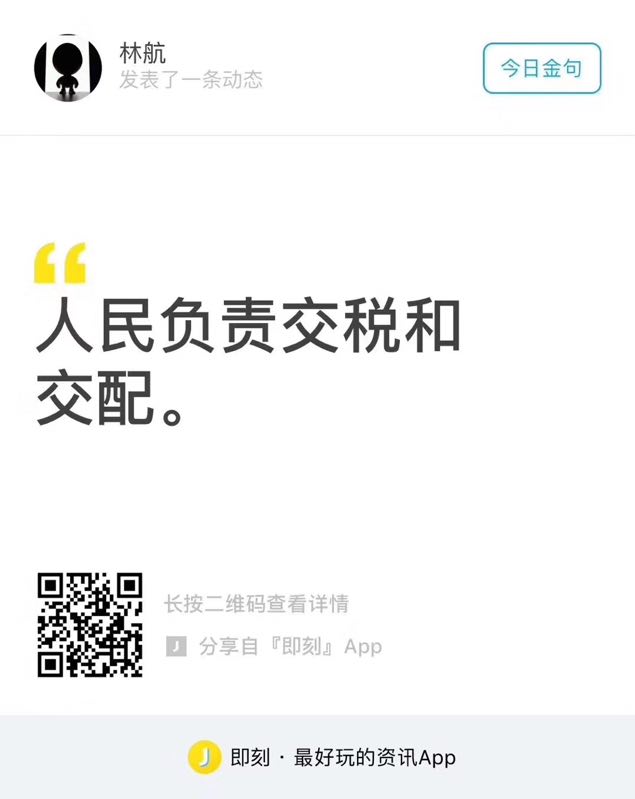 林航
发表了一条动态
今日金句
“
人民负责交税和
交配。
长按二维码查看详情
J 分享自『即刻』App
J 即刻 · 最好玩的资讯App